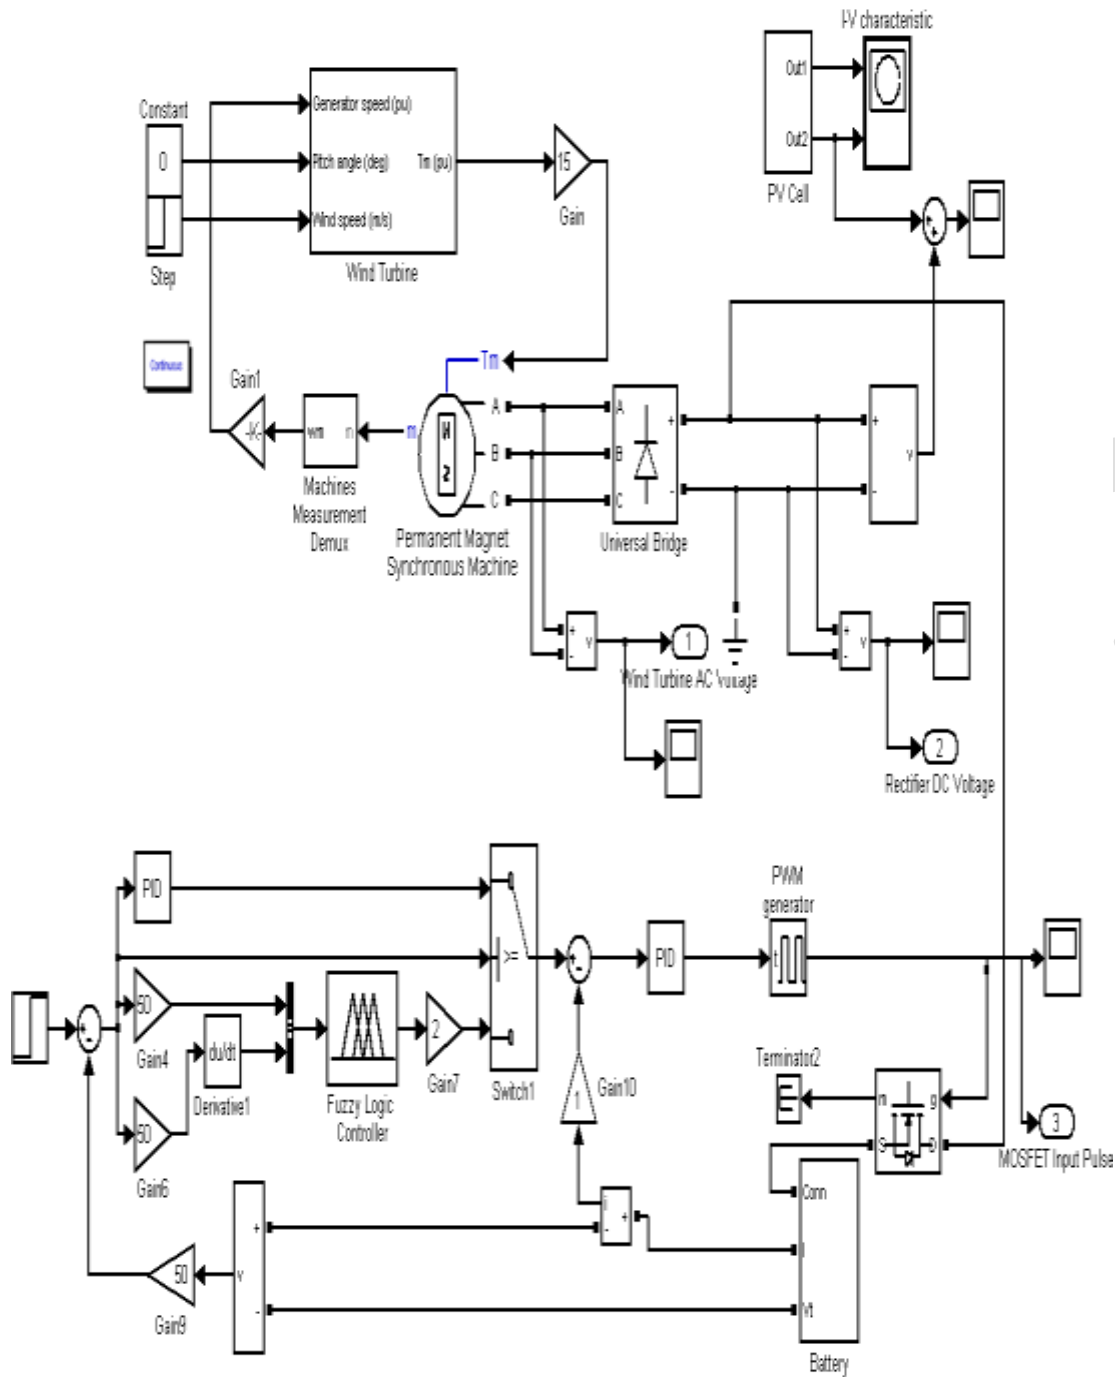 I-V characteristic
Out1
Out2
PV Cell
Constant
0
Step
Generator speed (pu)
Pitch angle (deg)
Wind speed (m/s)
Tm (pu)
Wind Turbine
15
Gain
Continuous
Gain1
-K-
wm
m
Machines
Measurement
Demux
m
Tm
N
S
A
B
C
Permanent Magnet
Synchronous Machine
A
B
C
+
-
Universal Bridge
+
-
v
+
-
v
1
Wind Turbine AC Voltage
+
-
v
2
Rectifier DC Voltage
PID
50
Gain4
50
Gain6
du/dt
Derivative1
Fuzzy Logic
Controller
2
Gain7
>=
Switch1
PID
PWM
generator
t
1
Gain10
Terminator2
m
g
S
D
3
MOSFET Input Pulse
Conn
I
Vt
Battery
i
+
-
+
v
-
50
Gain9